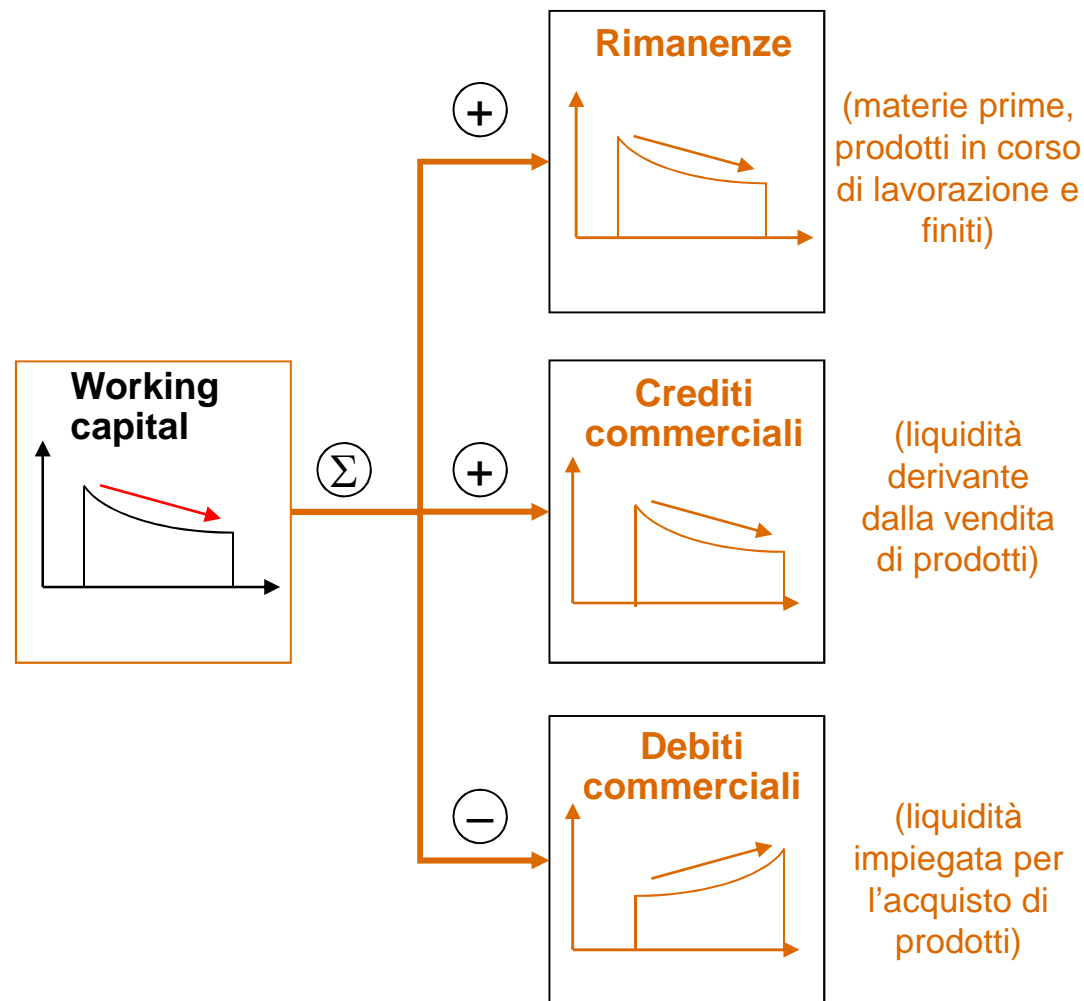 Rimanenze
+
(materie prime,
prodotti in corso
di lavorazione e
finiti)
Working
capital
Σ
+
Crediti
commerciali
(liquidità
derivante
dalla vendita
di prodotti)
−
Debiti
commerciali
(liquidità
impiegata per
l’acquisto di
prodotti)